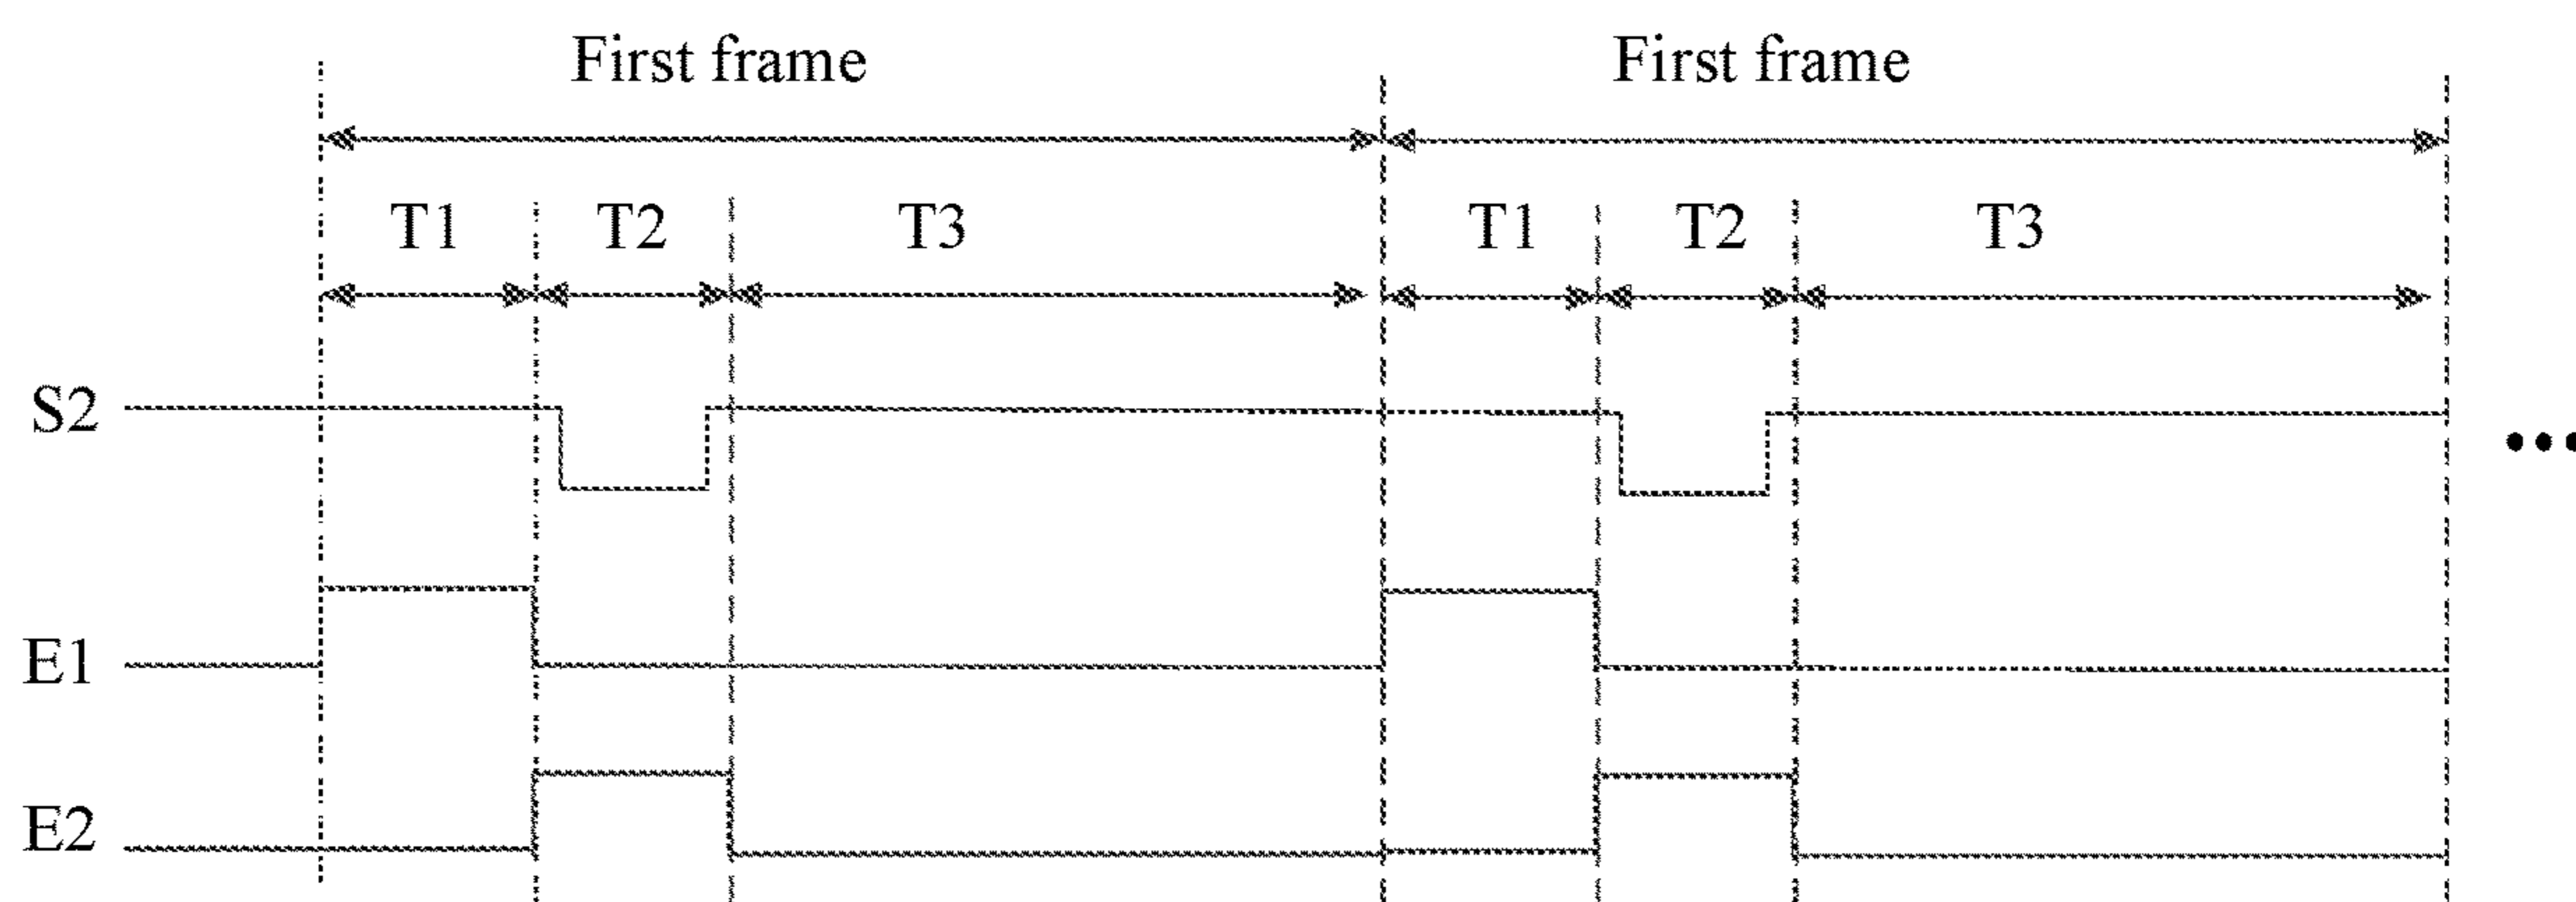 First frame First frame
T1 T2 T3 T1 T2 T3
S2
...
E1
E2